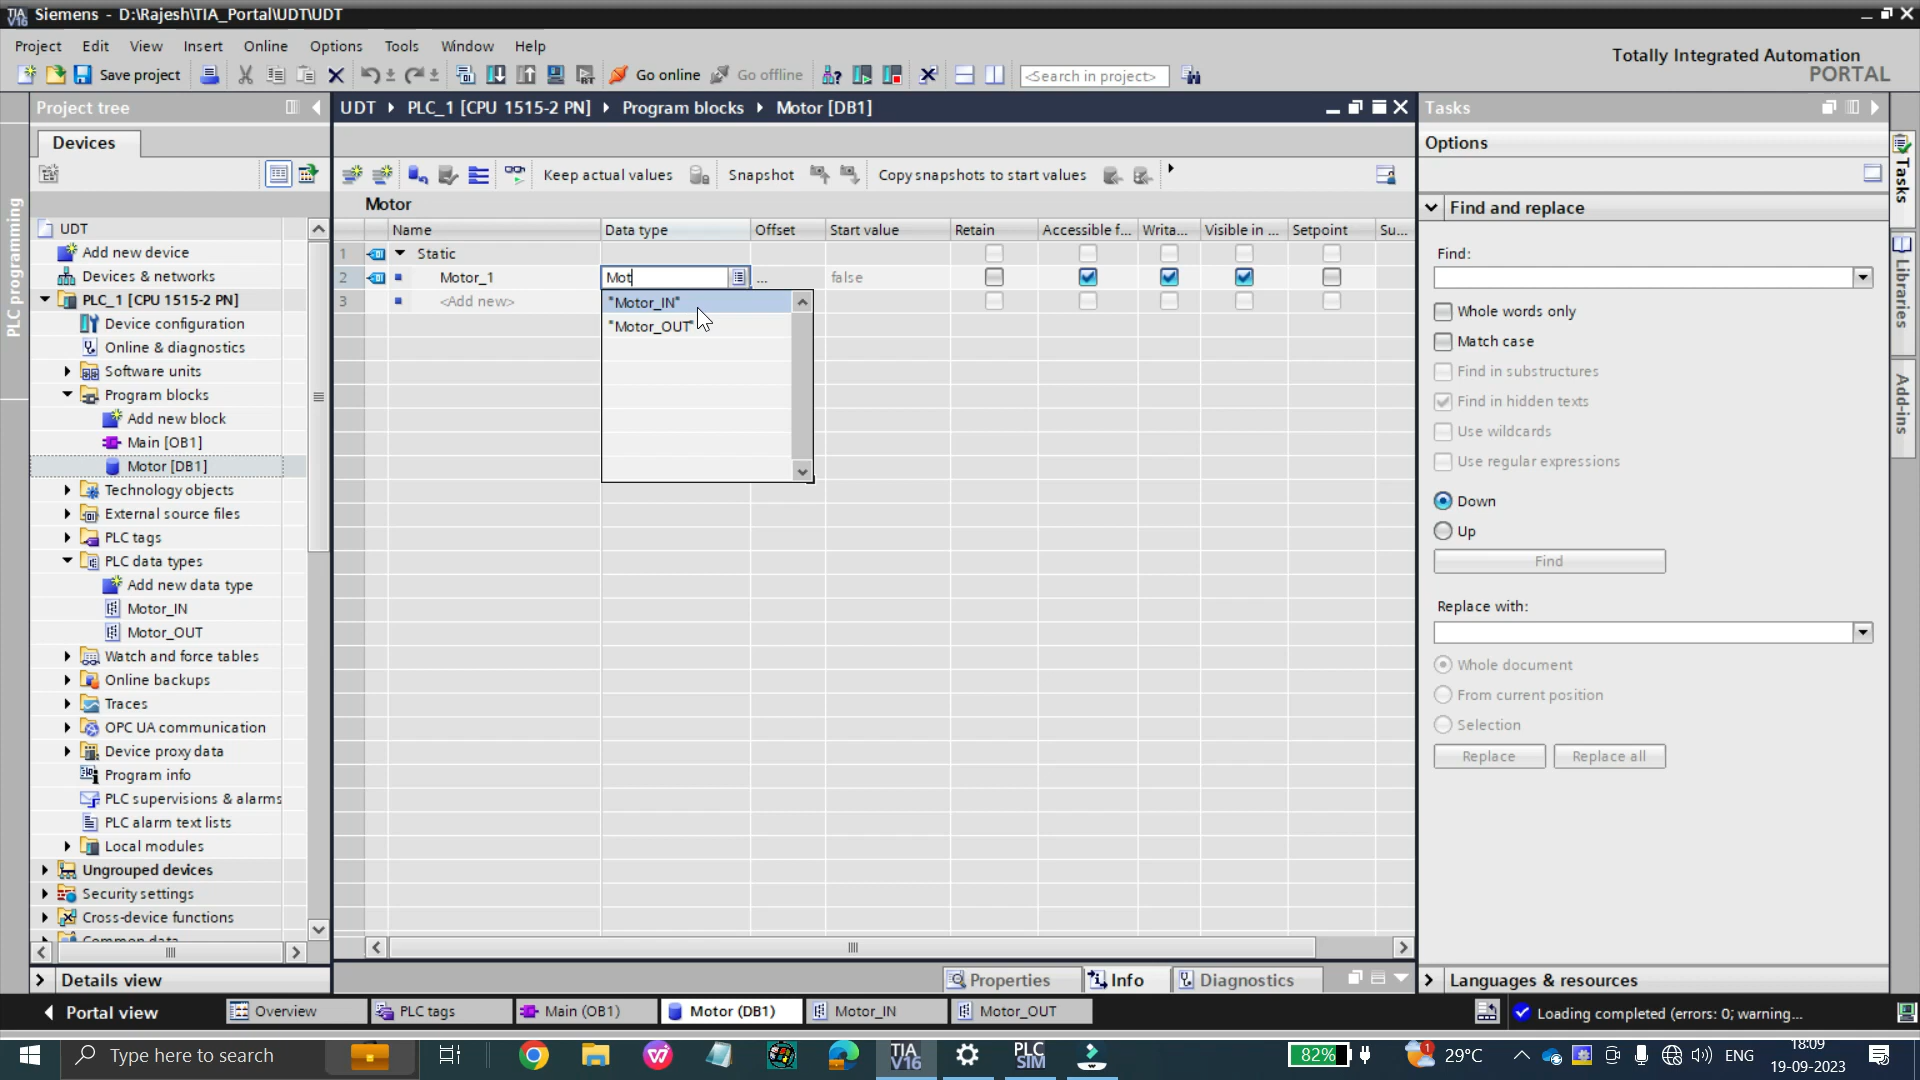 Siemens - D:\Rajesh\TIA_Portal\UDT\UDT
Project Edit View Insert Online Options Tools Window Help
Totally Integrated Automation
PORTAL
Save project Go online Go offline <Search in project>
Project tree
UDT PLC_1 [CPU 1515-2 PN] Program blocks Motor [DB1]
Tasks
Devices
Options
Keep actual values Snapshot Copy snapshots to start values
Motor
Find and replace
Name Data type Offset Start value Retain Accessible f... Writa... Visible in ... Setpoint Su...
1 Static
2 Motor_1 Mot ... false
3 <Add new>
"Motor_IN"
"Motor_OUT"
UDT
Add new device
Devices & networks
PLC_1 [CPU 1515-2 PN]
Device configuration
Online & diagnostics
Software units
Program blocks
Add new block
Main [OB1]
Motor [DB1]
Technology objects
External source files
PLC tags
PLC data types
Add new data type
Motor_IN
Motor_OUT
Watch and force tables
Online backups
Traces
OPC UA communication
Device proxy data
Program info
PLC supervisions & alarms
PLC alarm text lists
Local modules
Ungrouped devices
Security settings
Cross-device functions
Common data
Details view
PLC programming
Find:
Whole words only
Match case
Find in substructures
Find in hidden texts
Use wildcards
Use regular expressions
Down
Up
Find
Replace with:
Whole document
From current position
Selection
Replace Replace all
Languages & resources
Tasks
Libraries
Add-ins
Properties Info Diagnostics
Portal view Overview PLC tags Main (OB1) Motor (DB1) Motor_IN Motor_OUT
Loading completed (errors: 0; warning...
Type here to search
TIA
V16
PLC
SIM
82%
1
29°C
ENG
18:09
19-09-2023